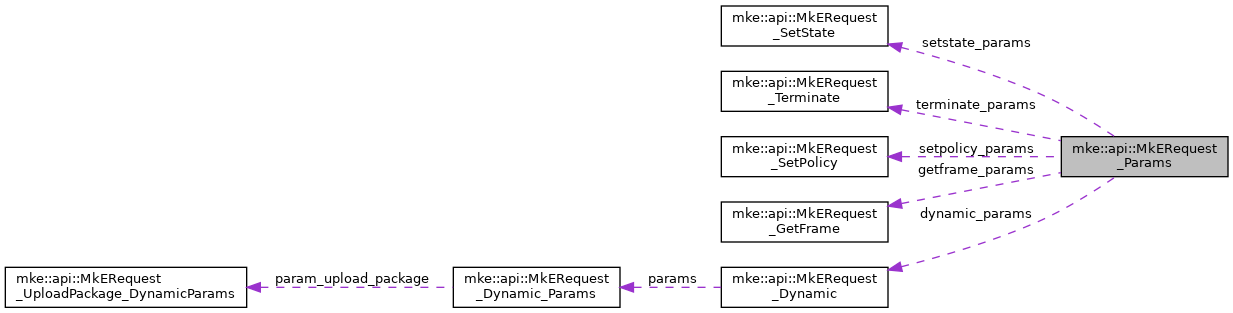 mke::api::MkERequest
_SetState
setstate_params
mke::api::MkERequest
_Terminate
terminate_params
mke::api::MkERequest
_SetPolicy
setpolicy_params
mke::api::MkERequest
_Params
getframe_params
mke::api::MkERequest
_GetFrame
dynamic_params
mke::api::MkERequest
_UploadPackage_DynamicParams
param_upload_package
mke::api::MkERequest
_Dynamic_Params
params
mke::api::MkERequest
_Dynamic